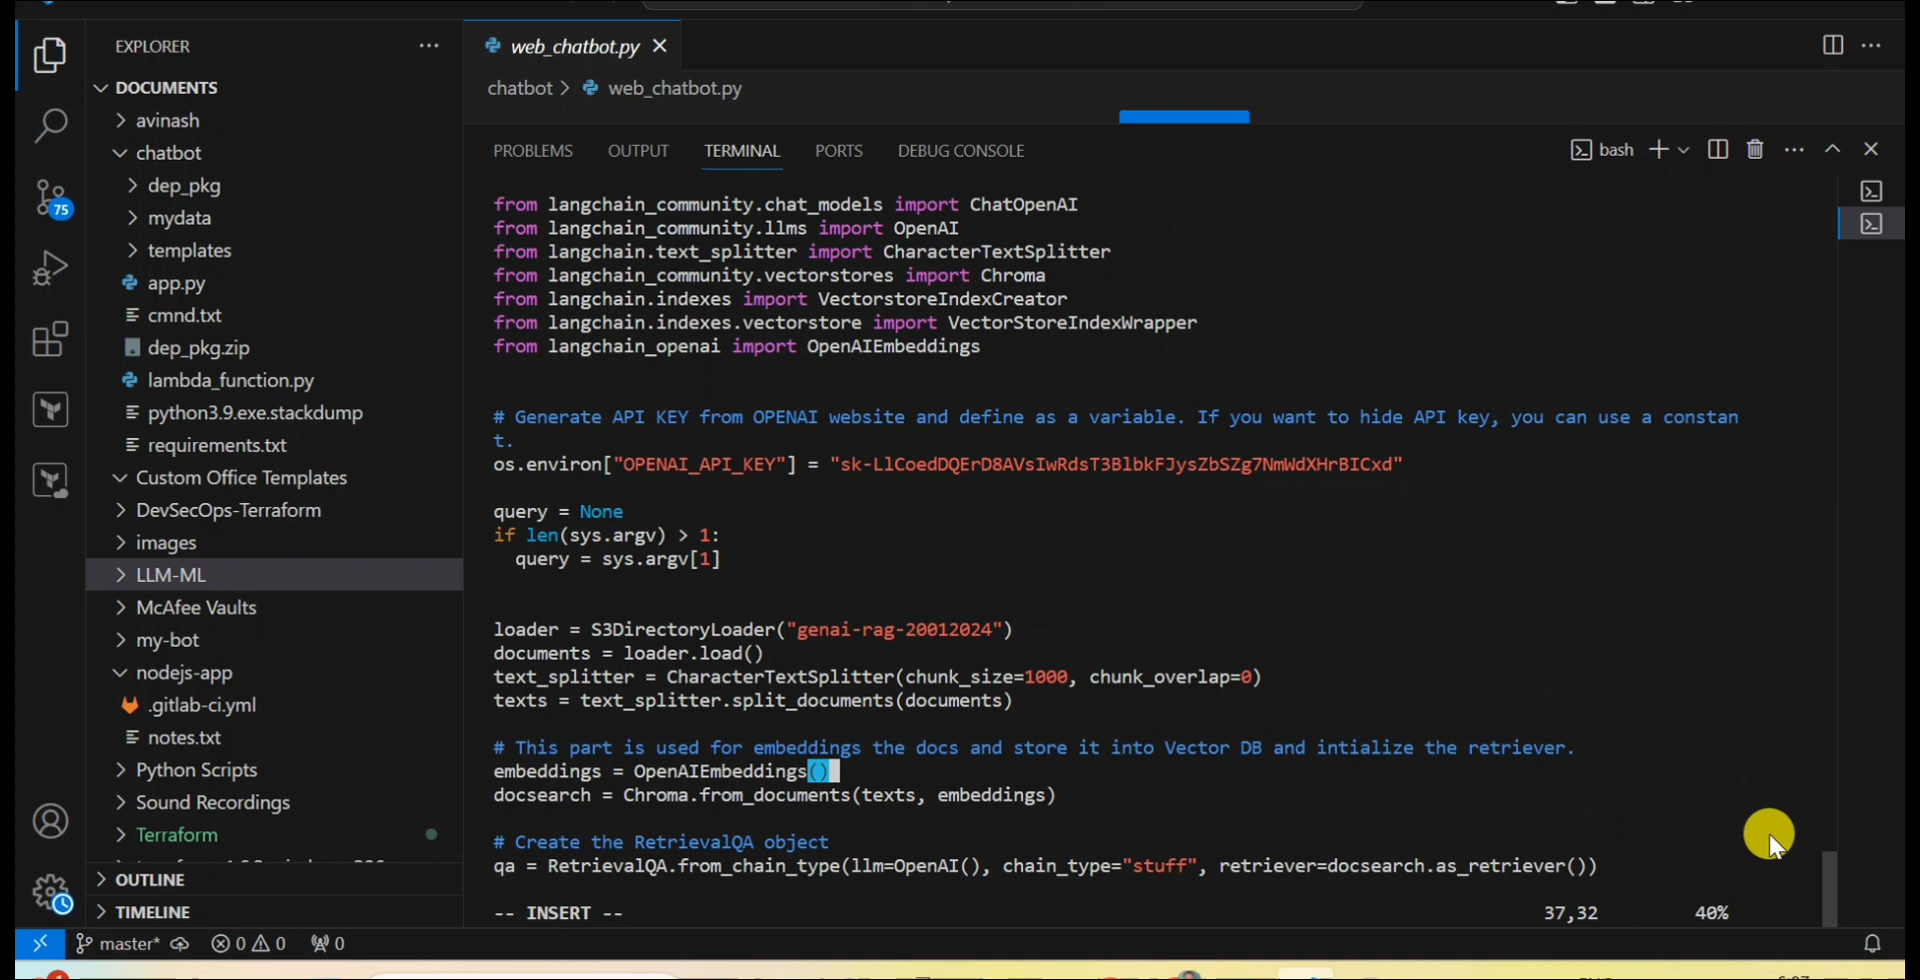 EXPLORER
web_chatbot.py
DOCUMENTS
chatbot > web_chatbot.py
avinash
chatbot
dep_pkg
mydata
templates
app.py
cmnd.txt
dep_pkg.zip
lambda_function.py
python3.9.exe.stackdump
requirements.txt
Custom Office Templates
DevSecOps-Terraform
images
LLM-ML
McAfee Vaults
my-bot
nodejs-app
.gitlab-ci.yml
notes.txt
Python Scripts
Sound Recordings
Terraform
OUTLINE
TIMELINE
75
PROBLEMS OUTPUT TERMINAL PORTS DEBUG CONSOLE
bash
from langchain_community.chat_models import ChatOpenAI
from langchain_community.llms import OpenAI
from langchain.text_splitter import CharacterTextSplitter
from langchain_community.vectorstores import Chroma
from langchain.indexes import VectorstoreIndexCreator
from langchain.indexes.vectorstore import VectorStoreIndexWrapper
from langchain_openai import OpenAIEmbeddings
# Generate API KEY from OPENAI website and define as a variable. If you want to hide API key, you can use a constan
t.
os.environ["OPENAI_API_KEY"] = "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"
query = None
if len(sys.argv) > 1:
query = sys.argv[1]
loader = S3DirectoryLoader("genai-rag-20012024")
documents = loader.load()
text_splitter = CharacterTextSplitter(chunk_size=1000, chunk_overlap=0)
texts = text_splitter.split_documents(documents)
# This part is used for embeddings the docs and store it into Vector DB and intialize the retriever.
embeddings = OpenAIEmbeddings()
docsearch = Chroma.from_documents(texts, embeddings)
# Create the RetrievalQA object
qa = RetrievalQA.from_chain_type(llm=OpenAI(), chain_type="stuff", retriever=docsearch.as_retriever())
-- INSERT -- 37,32 40%
master* 0 0 0